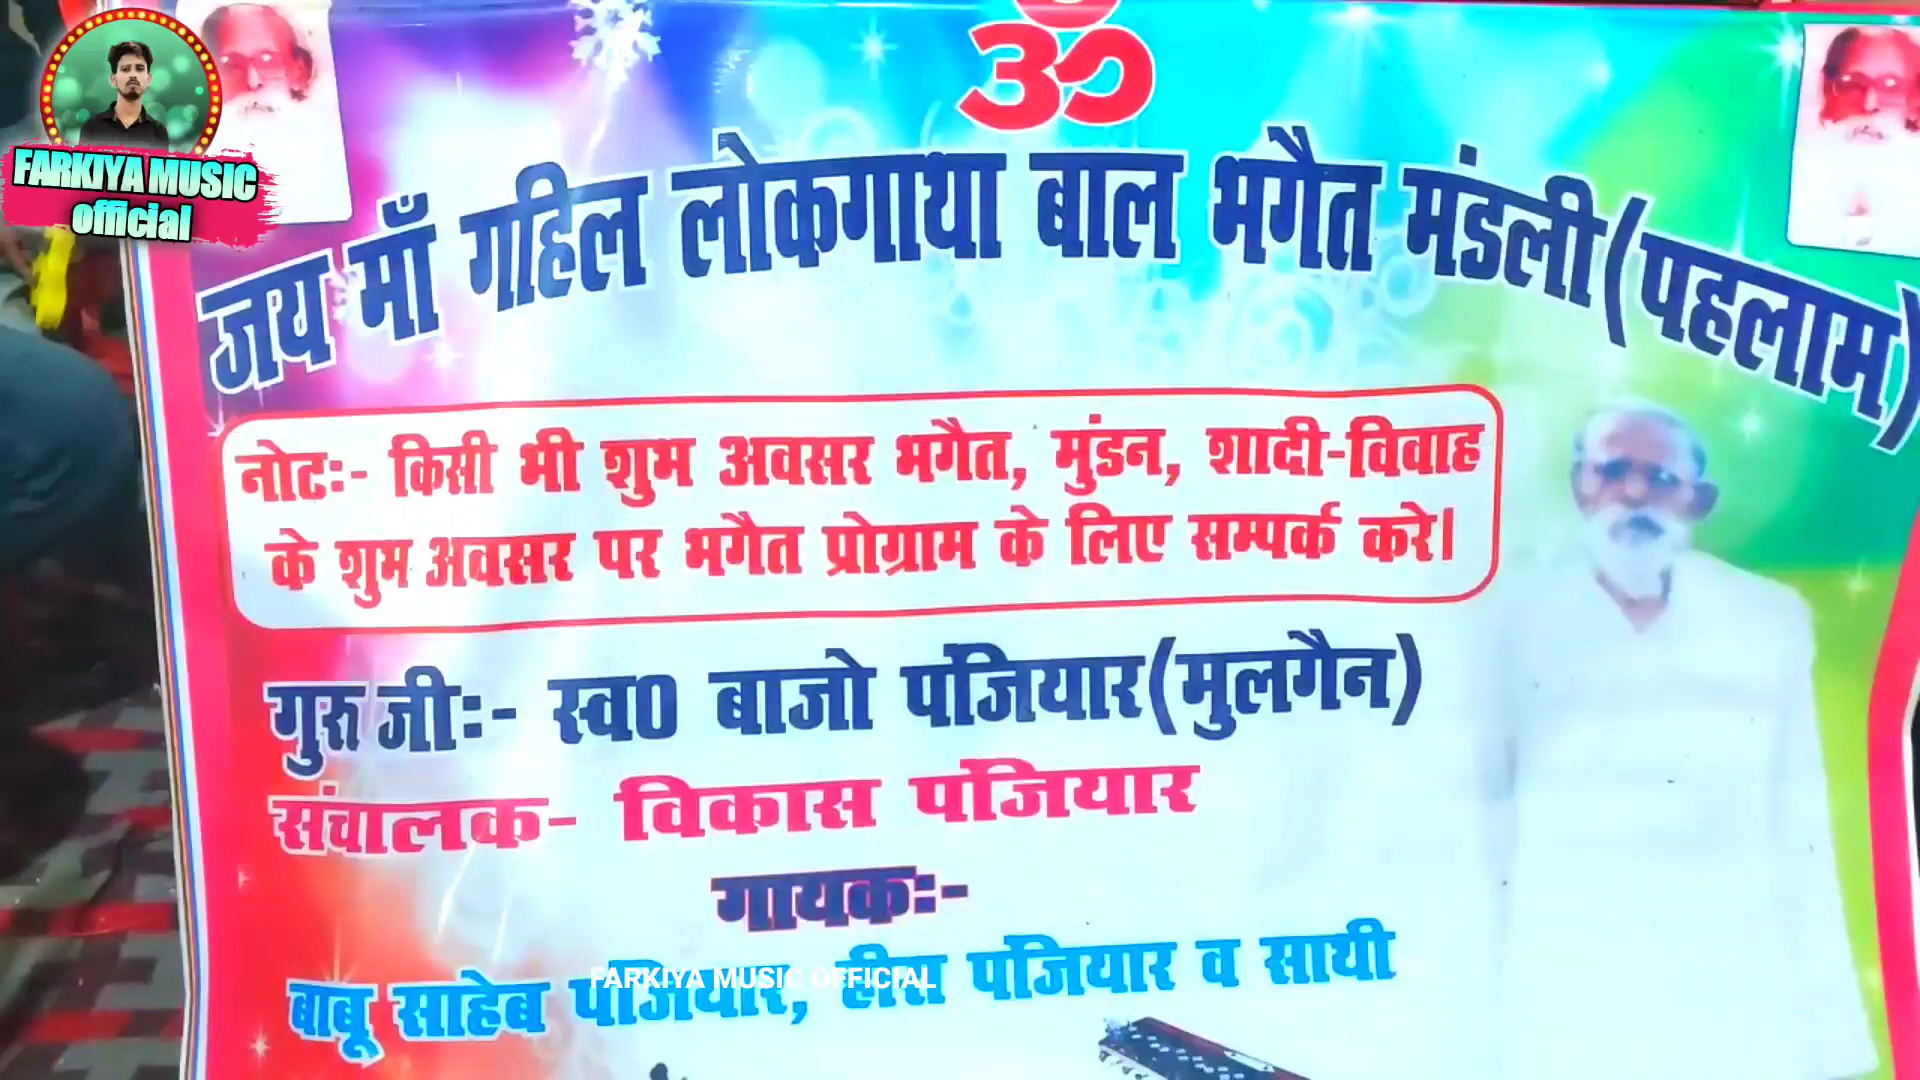 FARKIYA MUSIC
official
ॐ
जय माँ गहिल लोकगाथा बाल भगैत मंडली(पहलाम)
नोटः- किसी भी शुभ अवसर भगैत, मुंडन, शादी-विवाह
के शुभ अवसर पर भगैत प्रोग्राम के लिए सम्पर्क करे।
गुरु जीः- स्व0 बाजो पंजियार(मुलगैन)
संचालक- विकास पंजियार
गायकः-
बाबू साहेब पंजियार, हीरा पंजियार व साथी
FARKIYA MUSIC OFFICIAL